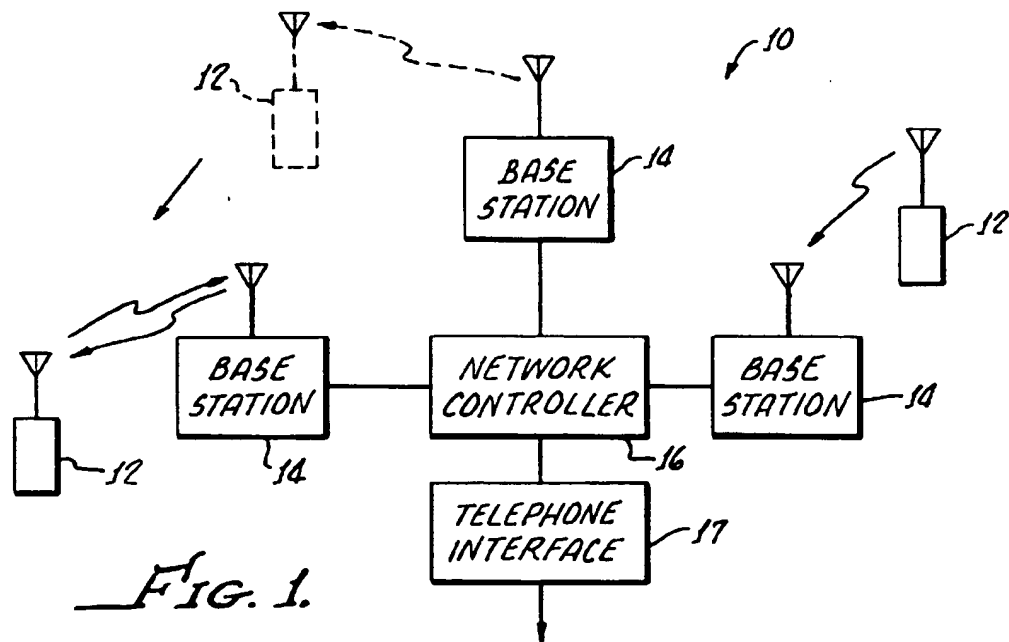 10
12
BASE
STATION
14
12
BASE
STATION
14
NETWORK
CONTROLLER
16
BASE
STATION
14
12
TELEPHONE
INTERFACE
17
FIG. 1.